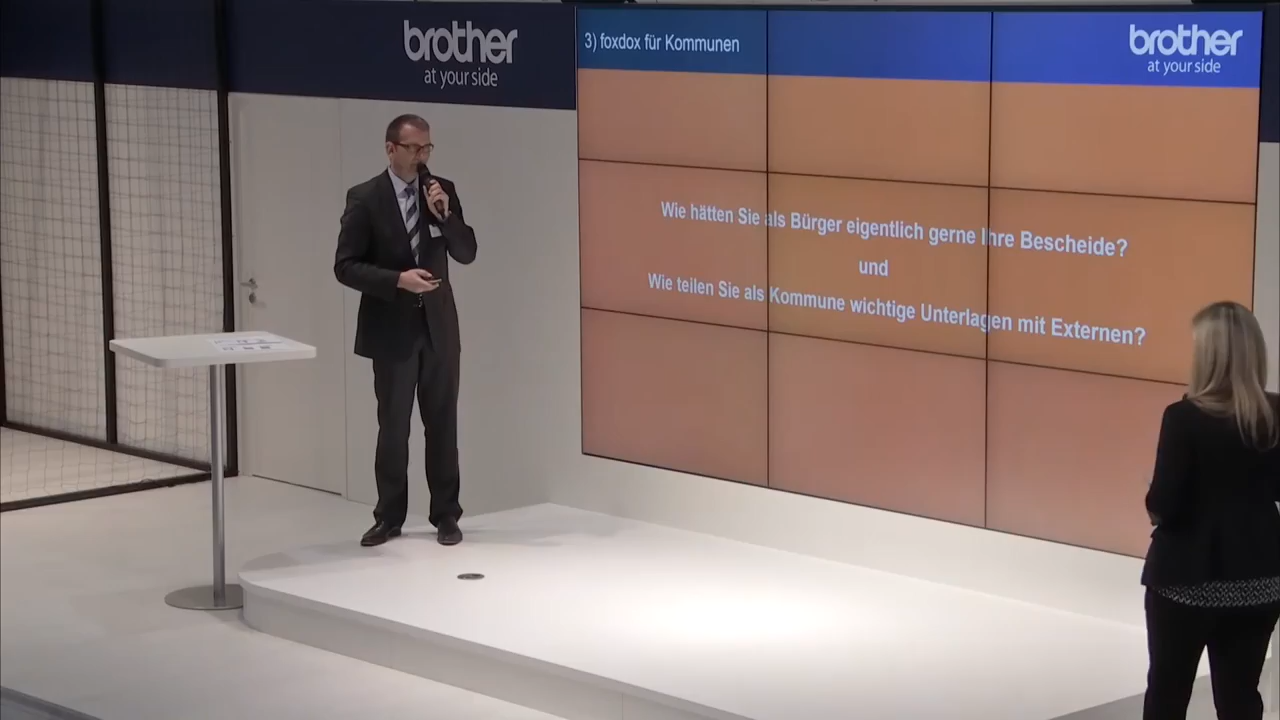 brother
at your side
3) foxdox für Kommunen
brother
at your side
Wie hätten Sie als Bürger eigentlich gerne Ihre Bescheide?
und
Wie teilen Sie als Kommune wichtige Unterlagen mit Externen?